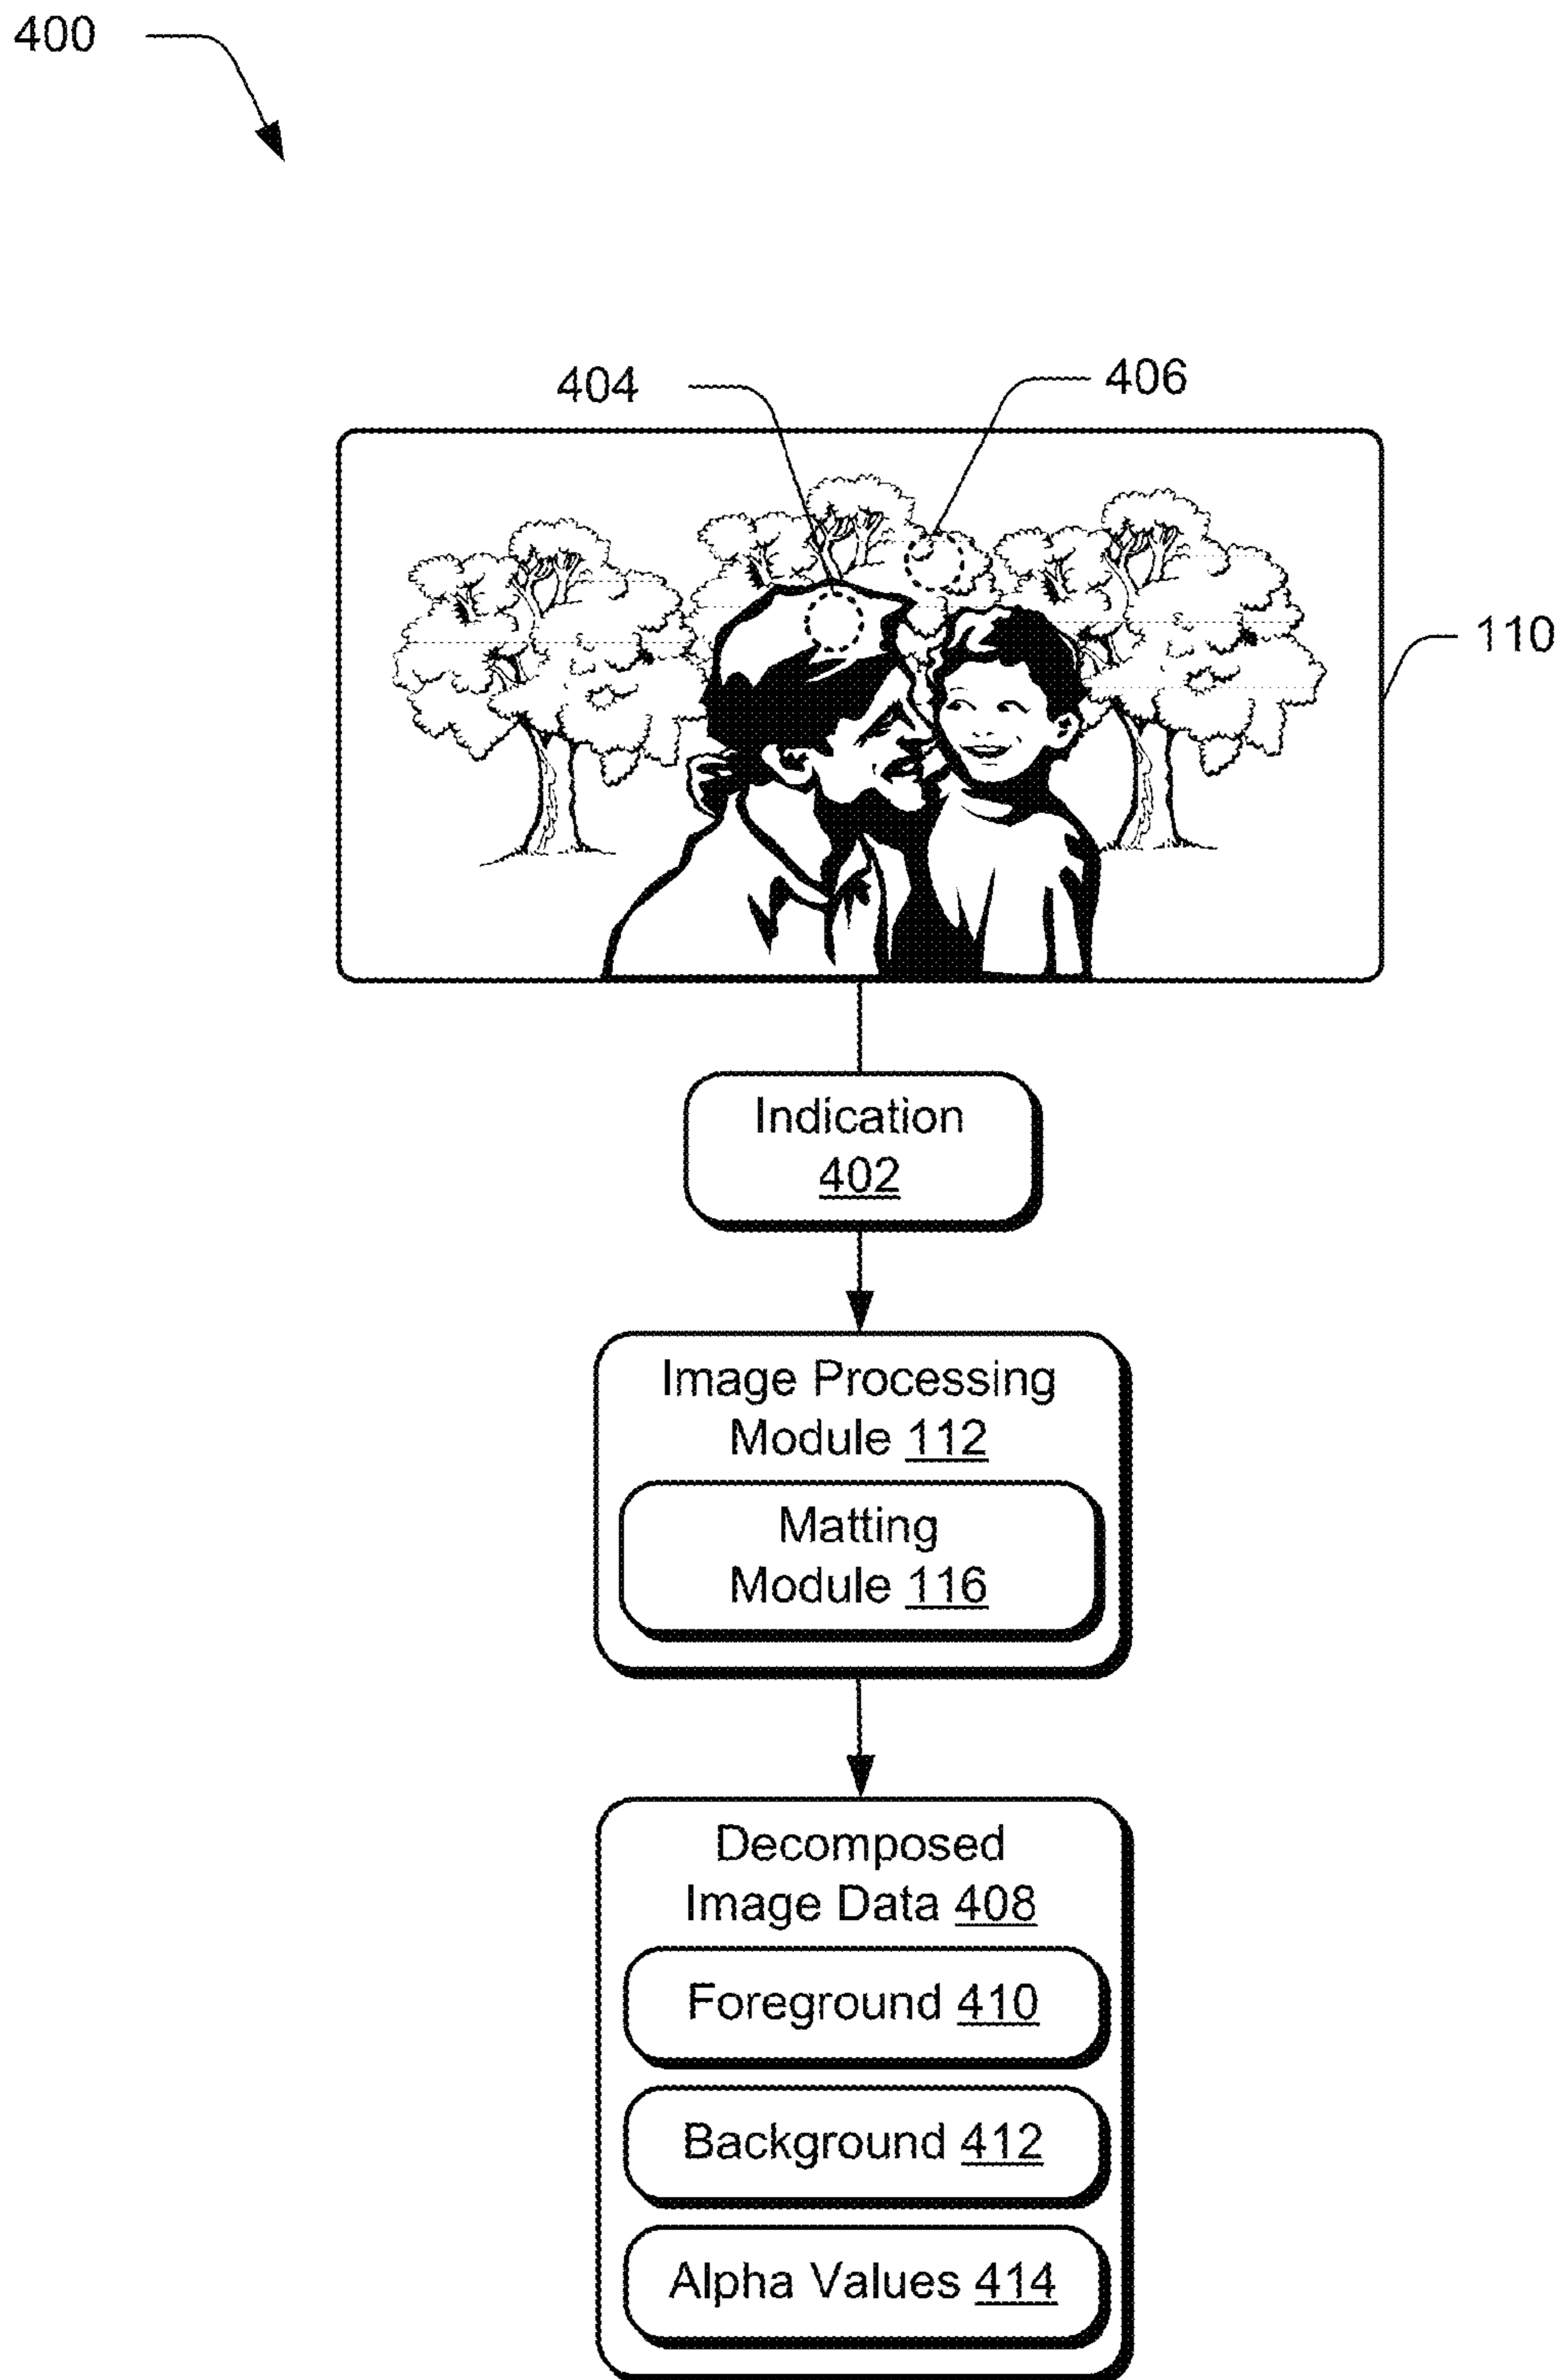 400
404
406
110
Indication
402
Image Processing
Module 112
Matting
Module 116
Decomposed
Image Data 408
Foreground 410
Background 412
Alpha Values 414